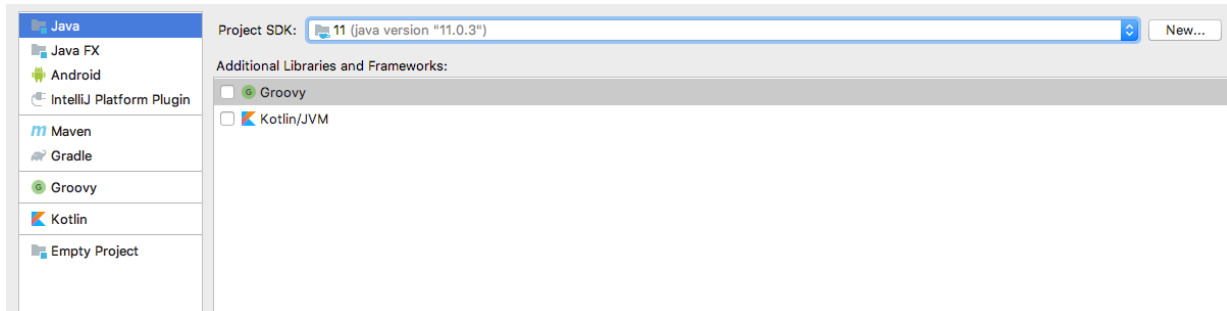 Java
Java FX
Android
IntelliJ Platform Plugin
Maven
Gradle
Groovy
Kotlin
Empty Project
Project SDK: 11 (java version "11.0.3") New...
Additional Libraries and Frameworks:
Groovy
Kotlin/JVM